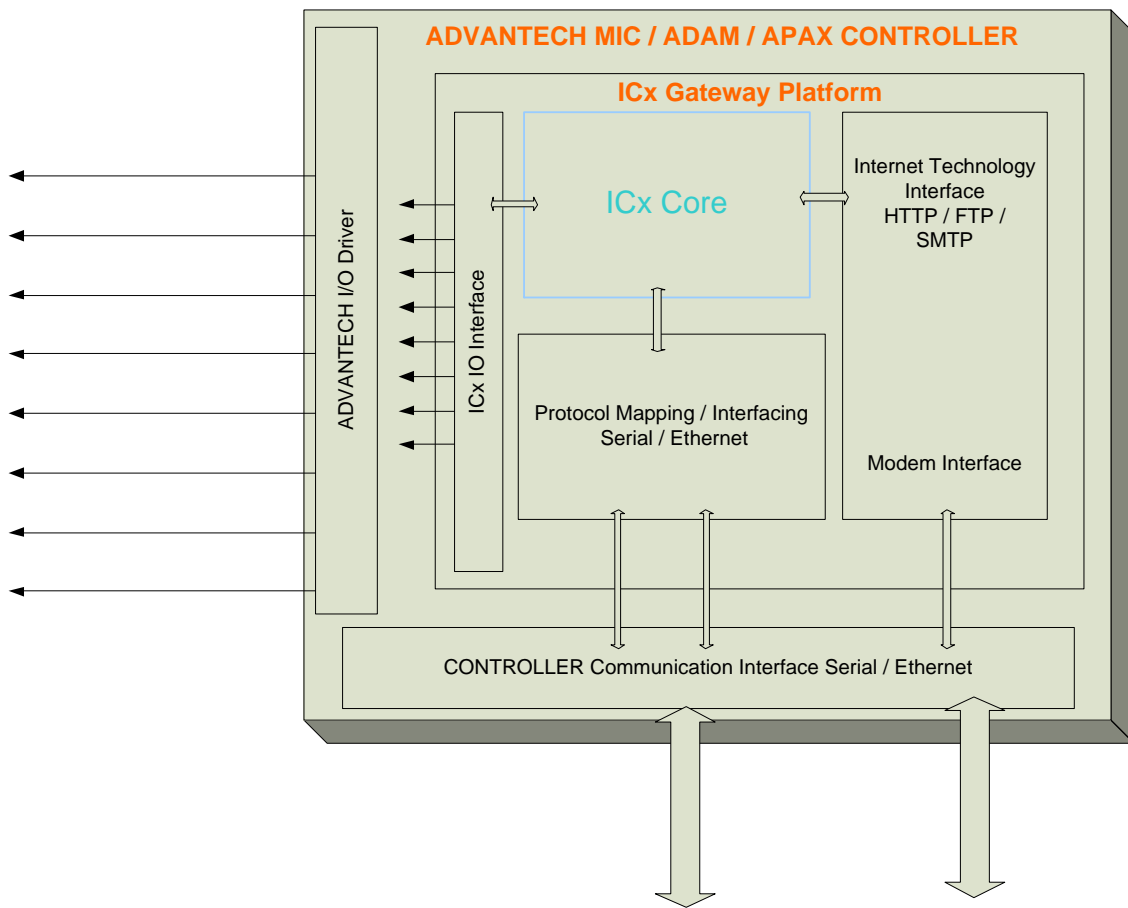 ADVANTECH MIC / ADAM / APAX CONTROLLER
ICx Gateway Platform
ADVANTECH I/O Driver
ICx IO Interface
ICx Core
Internet Technology
Interface
HTTP / FTP /
SMTP
Protocol Mapping / Interfacing
Serial / Ethernet
Modem Interface
CONTROLLER Communication Interface Serial / Ethernet